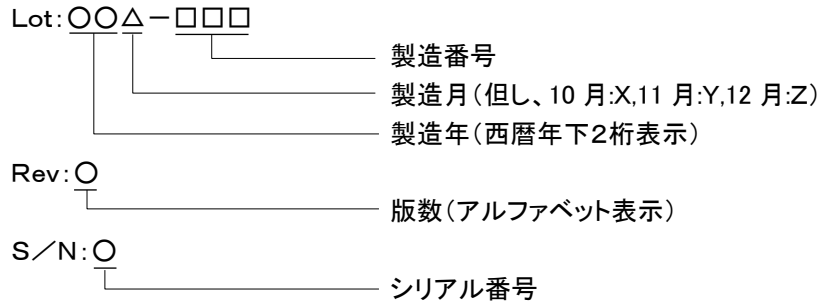 Lot:○○△－□□□
製造番号
製造月(但し、10 月:X,11 月:Y,12 月:Z)
製造年(西暦年下2桁表示)
Rev:○
版数(アルファベット表示)
S／N:○
シリアル番号